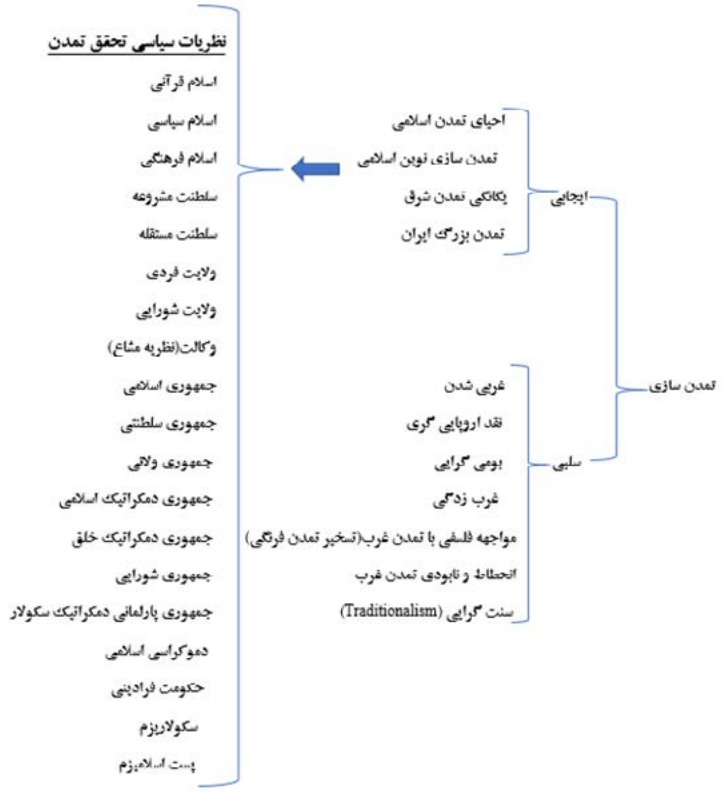 تمدن سازی
ایجابی
احیای تمدن اسلامی
تمدن سازی نوین اسلامی
یگانگی تمدن شرق
تمدن بزرگ ایران
سلبی
غربی شدن
نقد اروپایی گری
بومی گرایی
غرب زدگی
مواجهه فلسفی با تمدن غرب(تسخیر تمدن فرنگی)
انحطاط و نابودی تمدن غرب
سنت گرایی (Traditionalism)
نظریات سیاسی تحقق تمدن
اسلام قرآنی
اسلام سیاسی
اسلام فرهنگی
سلطنت مشروعه
سلطنت مستقله
ولایت فردی
ولایت شورایی
وکالت(نظریه مشاع)
جمهوری اسلامی
جمهوری سلطنتی
جمهوری ولائی
جمهوری دمکراتیک اسلامی
جمهوری دمکراتیک خلق
جمهوری شورایی
جمهوری پارلمانی دمکراتیک سکولار
دموکراسی اسلامی
حکومت فرادینی
سکولاریزم
پست اسلامیزم